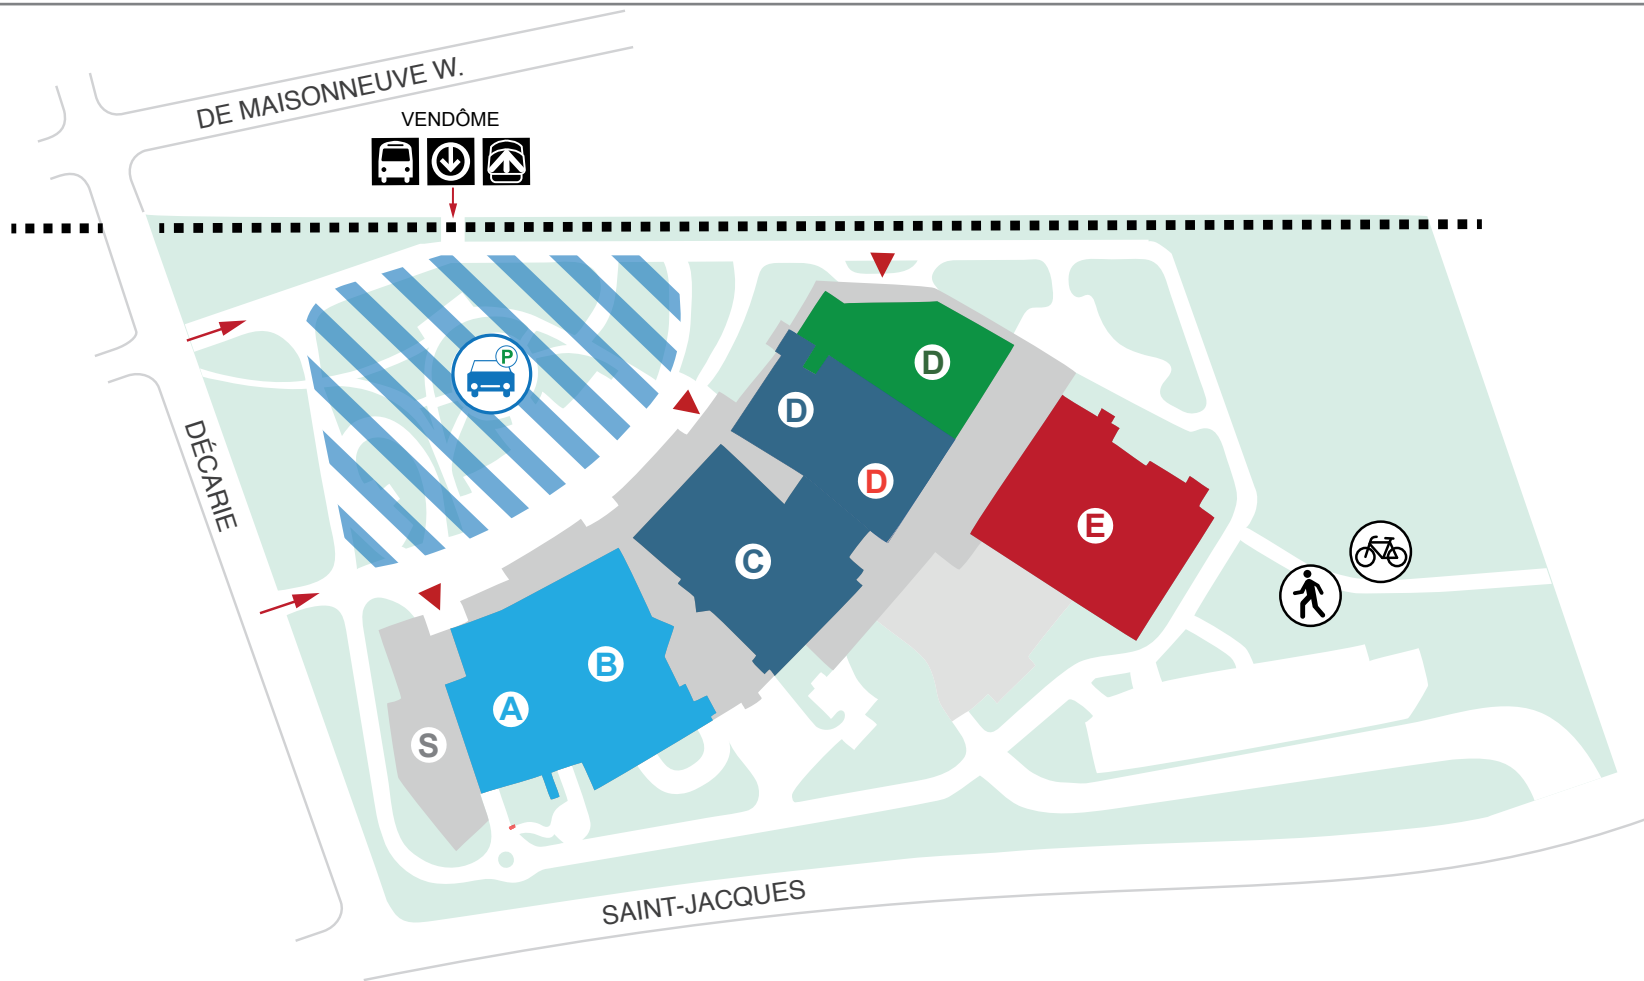 DE MAISONNEUVE W.
VENDÔME
P
D
D
D
DÉCARIE
E
C
B
A
S
SAINT-JACQUES